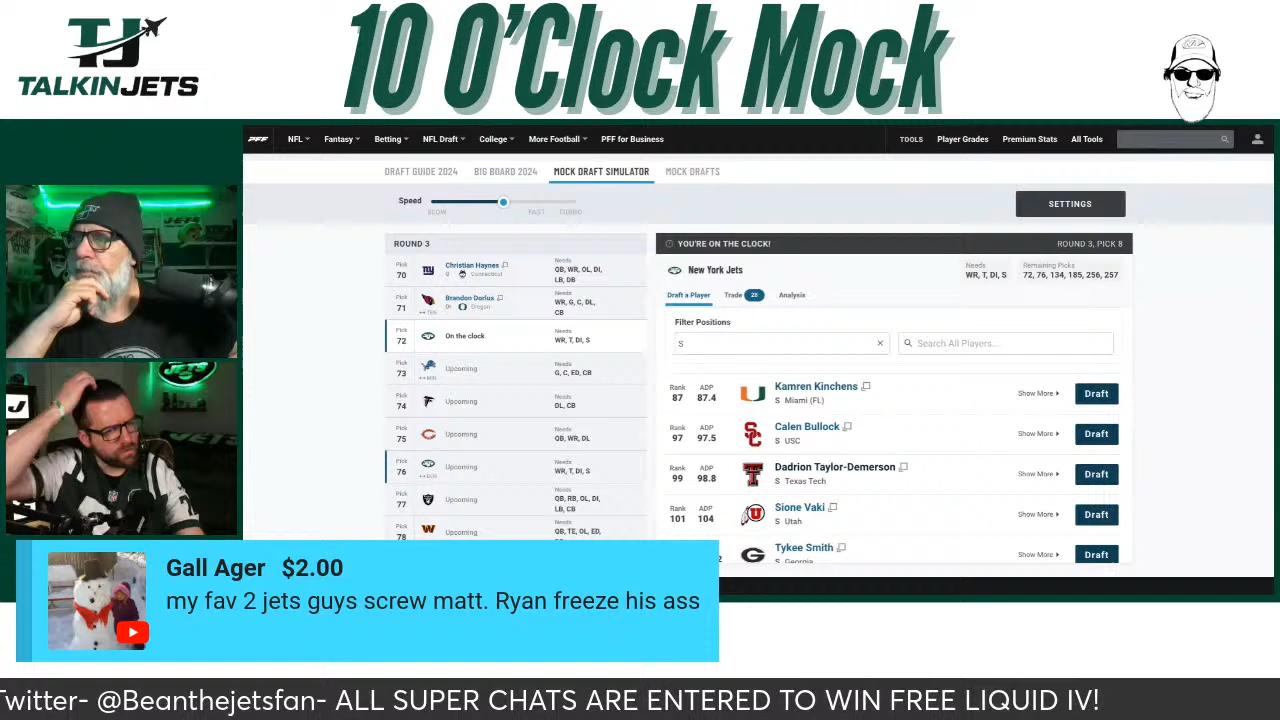 TJ
TALKINJETS
10 O'Clock Mock
PFF
NFL
Fantasy
Betting
NFL Draft
College
More Football
PFF for Business
TOOLS
Player Grades
Premium Stats
All Tools
DRAFT GUIDE 2024
BIG BOARD 2024
MOCK DRAFT SIMULATOR
MOCK DRAFTS
Speed
SLOW
FAST
TURBO
SETTINGS
ROUND 3
Pick
70
Christian Haynes
G
Connecticut
Needs
QB, WR, OL, DI,
LB, DB
Pick
71
Brandon Dorlus
Oregon
Needs
WR, G, C, DL,
CB
Pick
72
On the clock
Needs
WR, T, DI, S
Pick
73
Upcoming
Needs
G, C, ED, CB
Pick
74
Upcoming
Needs
DL, CB
Pick
75
Upcoming
Needs
QB, WR, DL
Pick
76
Upcoming
Needs
WR, T, DI, S
Pick
77
Upcoming
Needs
QB, RB, OL, DI,
LB, CB
Pick
78
Upcoming
Needs
QB, TE, OL, ED,
YOU'RE ON THE CLOCK!
ROUND 3, PICK 8
New York Jets
Needs
WR, T, DI, S
Remaining Picks
72, 76, 134, 185, 256, 257
Draft a Player
Trade 28
Analysis
Filter Positions
S
Search All Players...
Rank
87
ADP
87.4
Kamren Kinchens
S Miami (FL)
Show More
Draft
Rank
97
ADP
97.5
Calen Bullock
S USC
Show More
Draft
Rank
99
ADP
98.8
Dadrion Taylor-Demerson
S Texas Tech
Show More
Draft
Rank
101
ADP
104
Sione Vaki
S Utah
Show More
Draft
Tykee Smith
S Georgia
Show More
Draft
JETS
Gall Ager $2.00
my fav 2 jets guys screw matt. Ryan freeze his ass
Twitter- @Beanthejetsfan- ALL SUPER CHATS ARE ENTERED TO WIN FREE LIQUID IV!